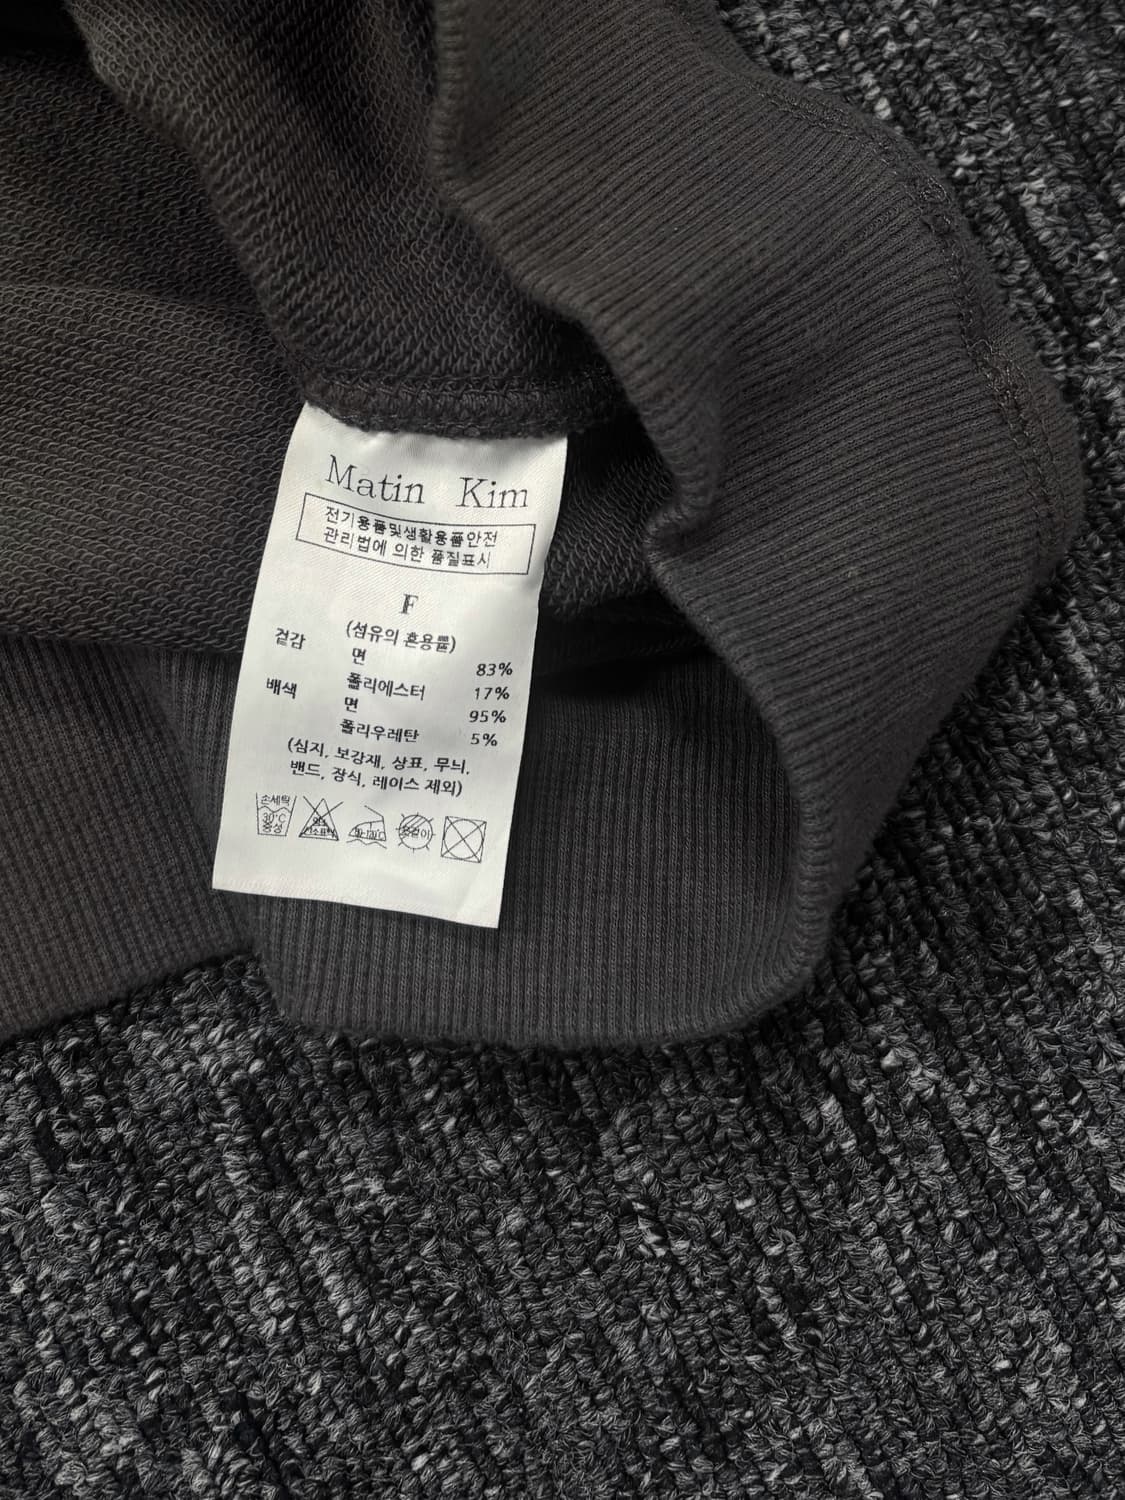 Matin Kim
전기용품및생활용품안전
관리법에 의한 품질표시
F
(섬유의 혼용률)
겉감 면 83%
폴리에스터 17%
배색 면 95%
폴리우레탄 5%
(심지, 보강재, 상표, 무늬,
밴드, 장식, 레이스 제외)
손세탁
30℃
중성